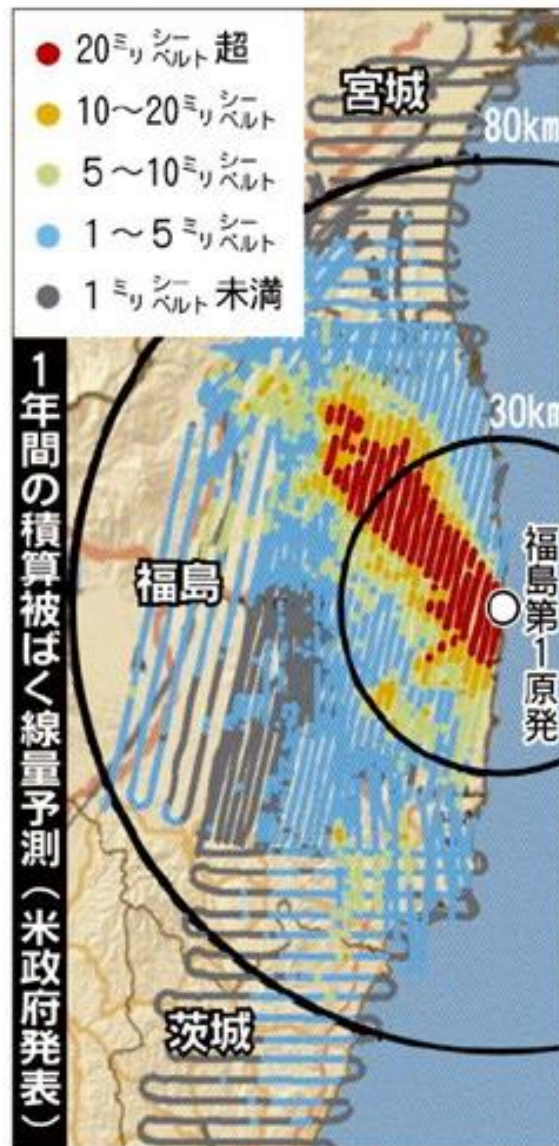 20ミリシーベルト超
10〜20ミリシーベルト
5〜10ミリシーベルト
1〜5ミリシーベルト
1ミリシーベルト未満
1年間の積算被ばく線量予測（米政府発表）
宮城
80km
30km
福島
福島第1原発
茨城